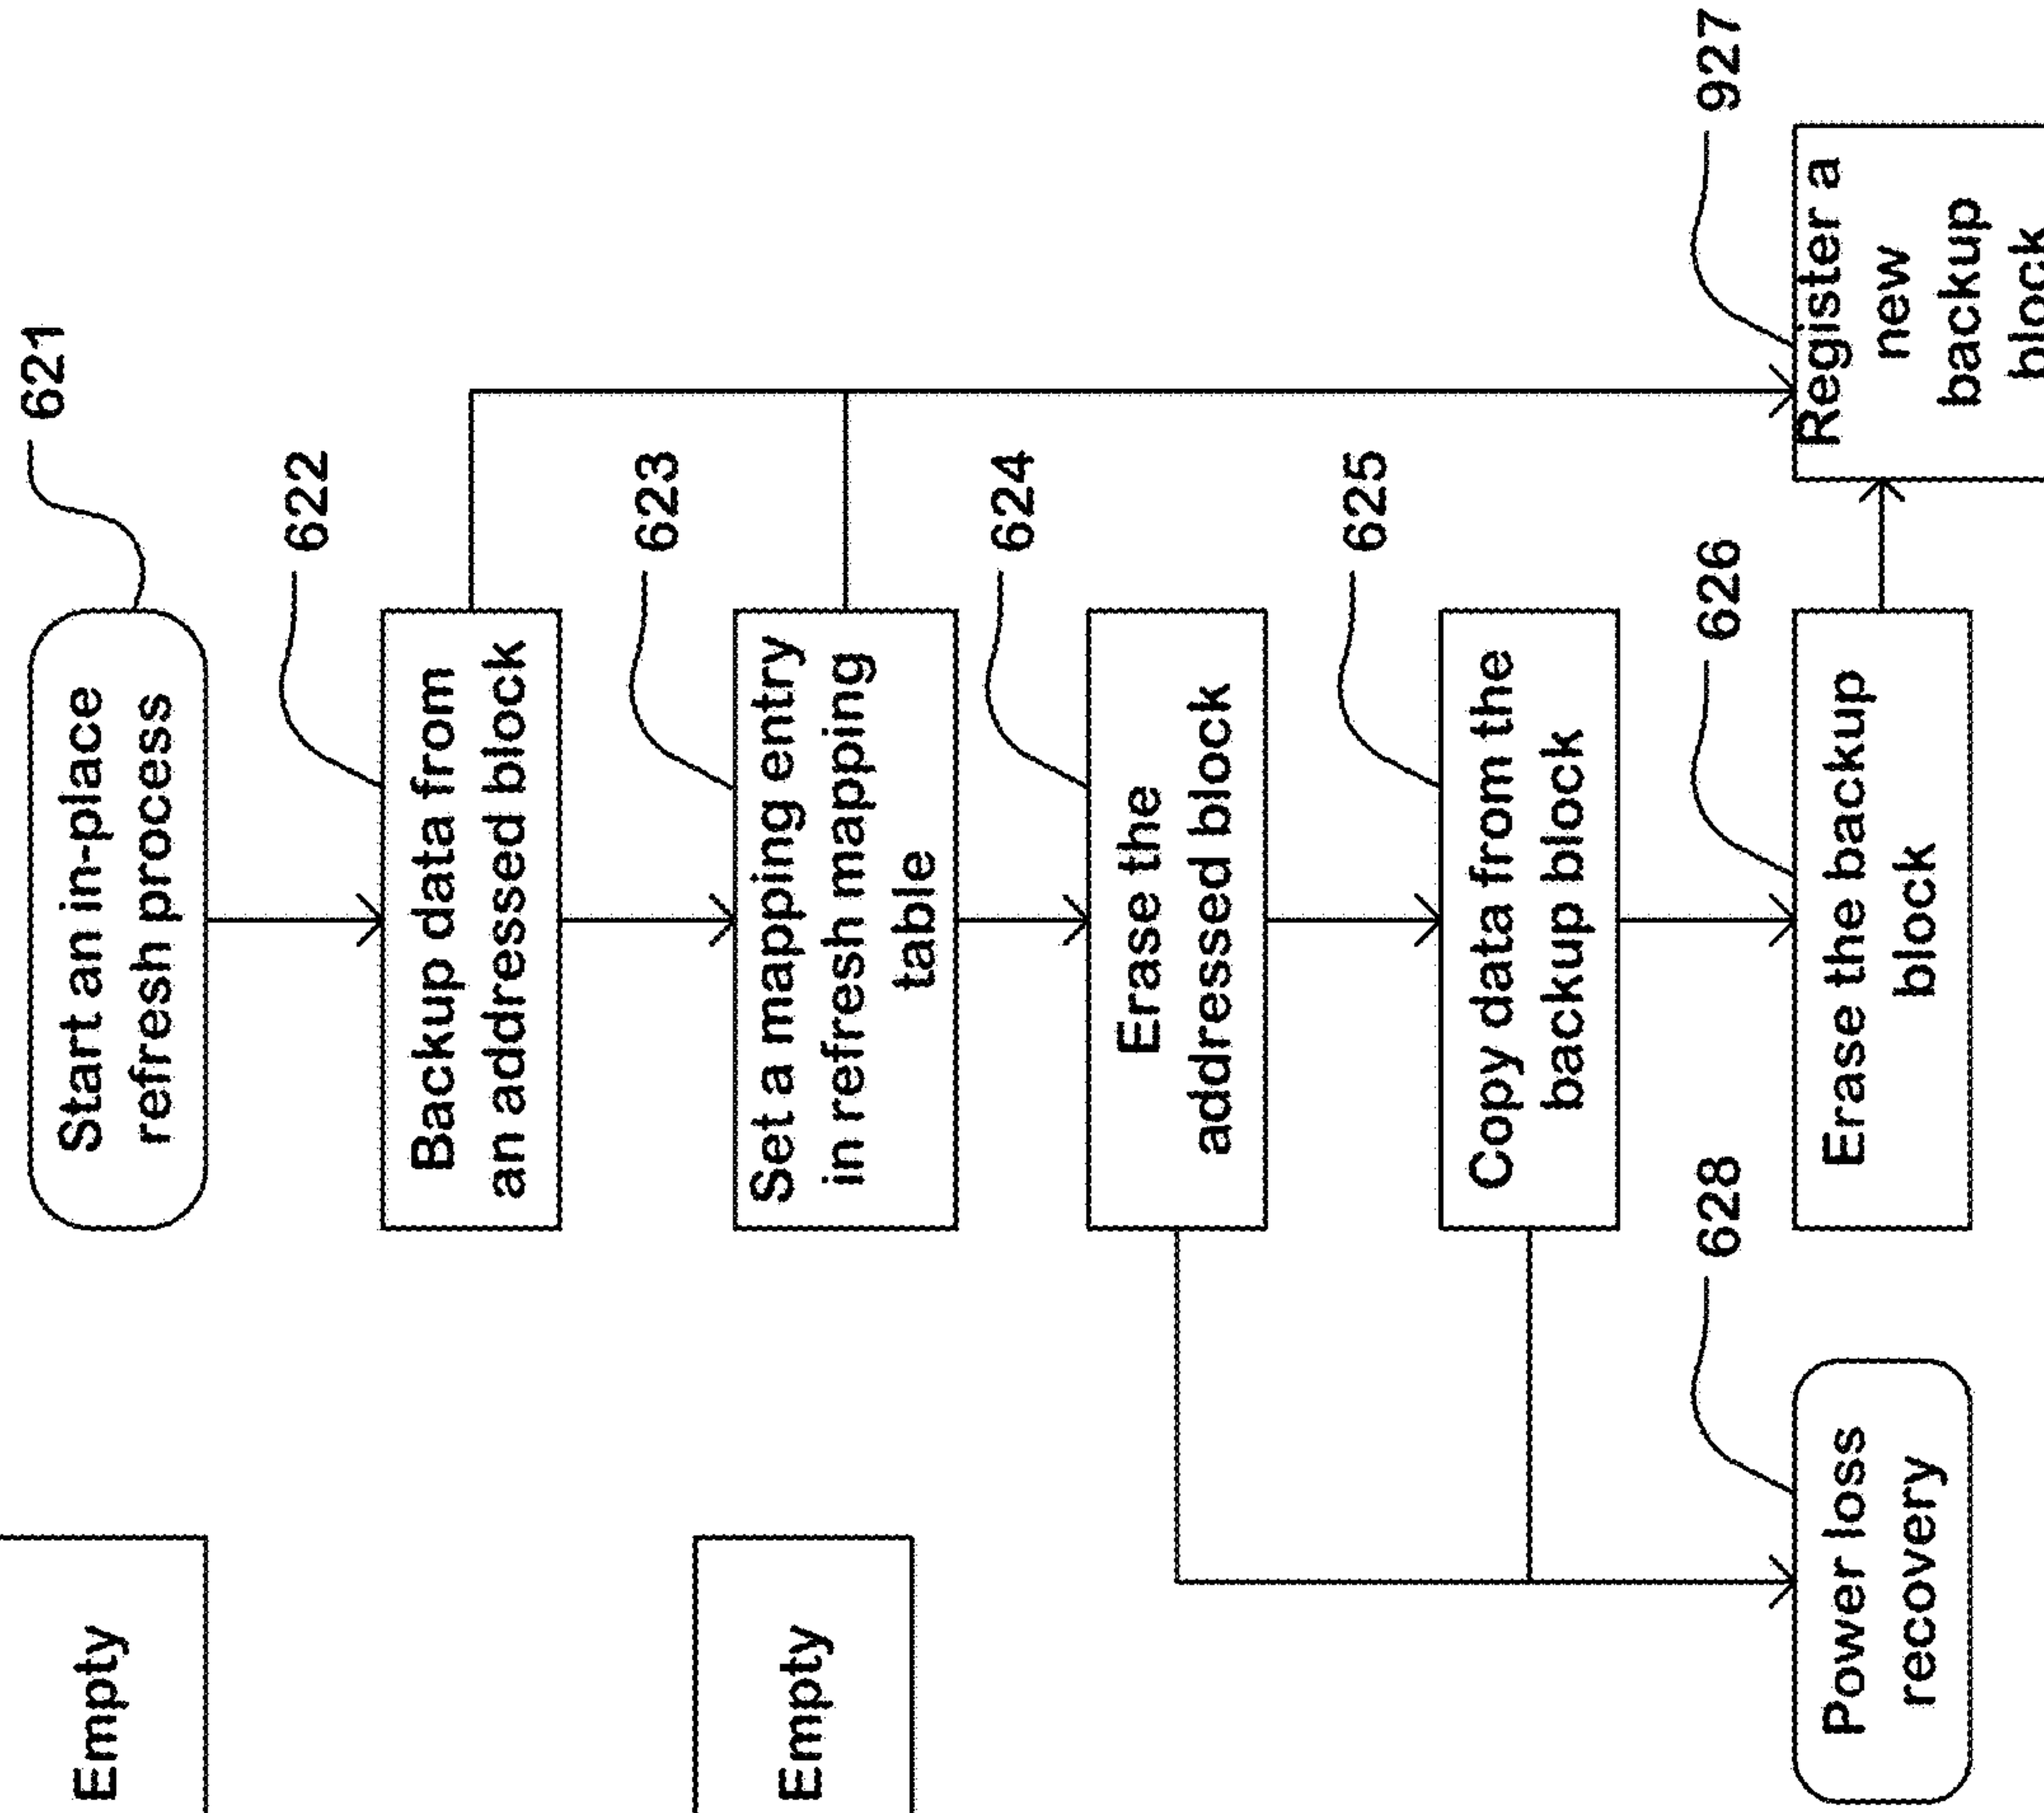 621
Start an in-place
refresh process
622
Backup data from
an addressed block
623
Set a mapping entry
in refresh mapping
table
624
Erase the
addressed block
625
Copy data from the
backup block
626
Erase the backup
block
927
Register a
new
backup
block
628
Power loss
recovery
Empty
Empty